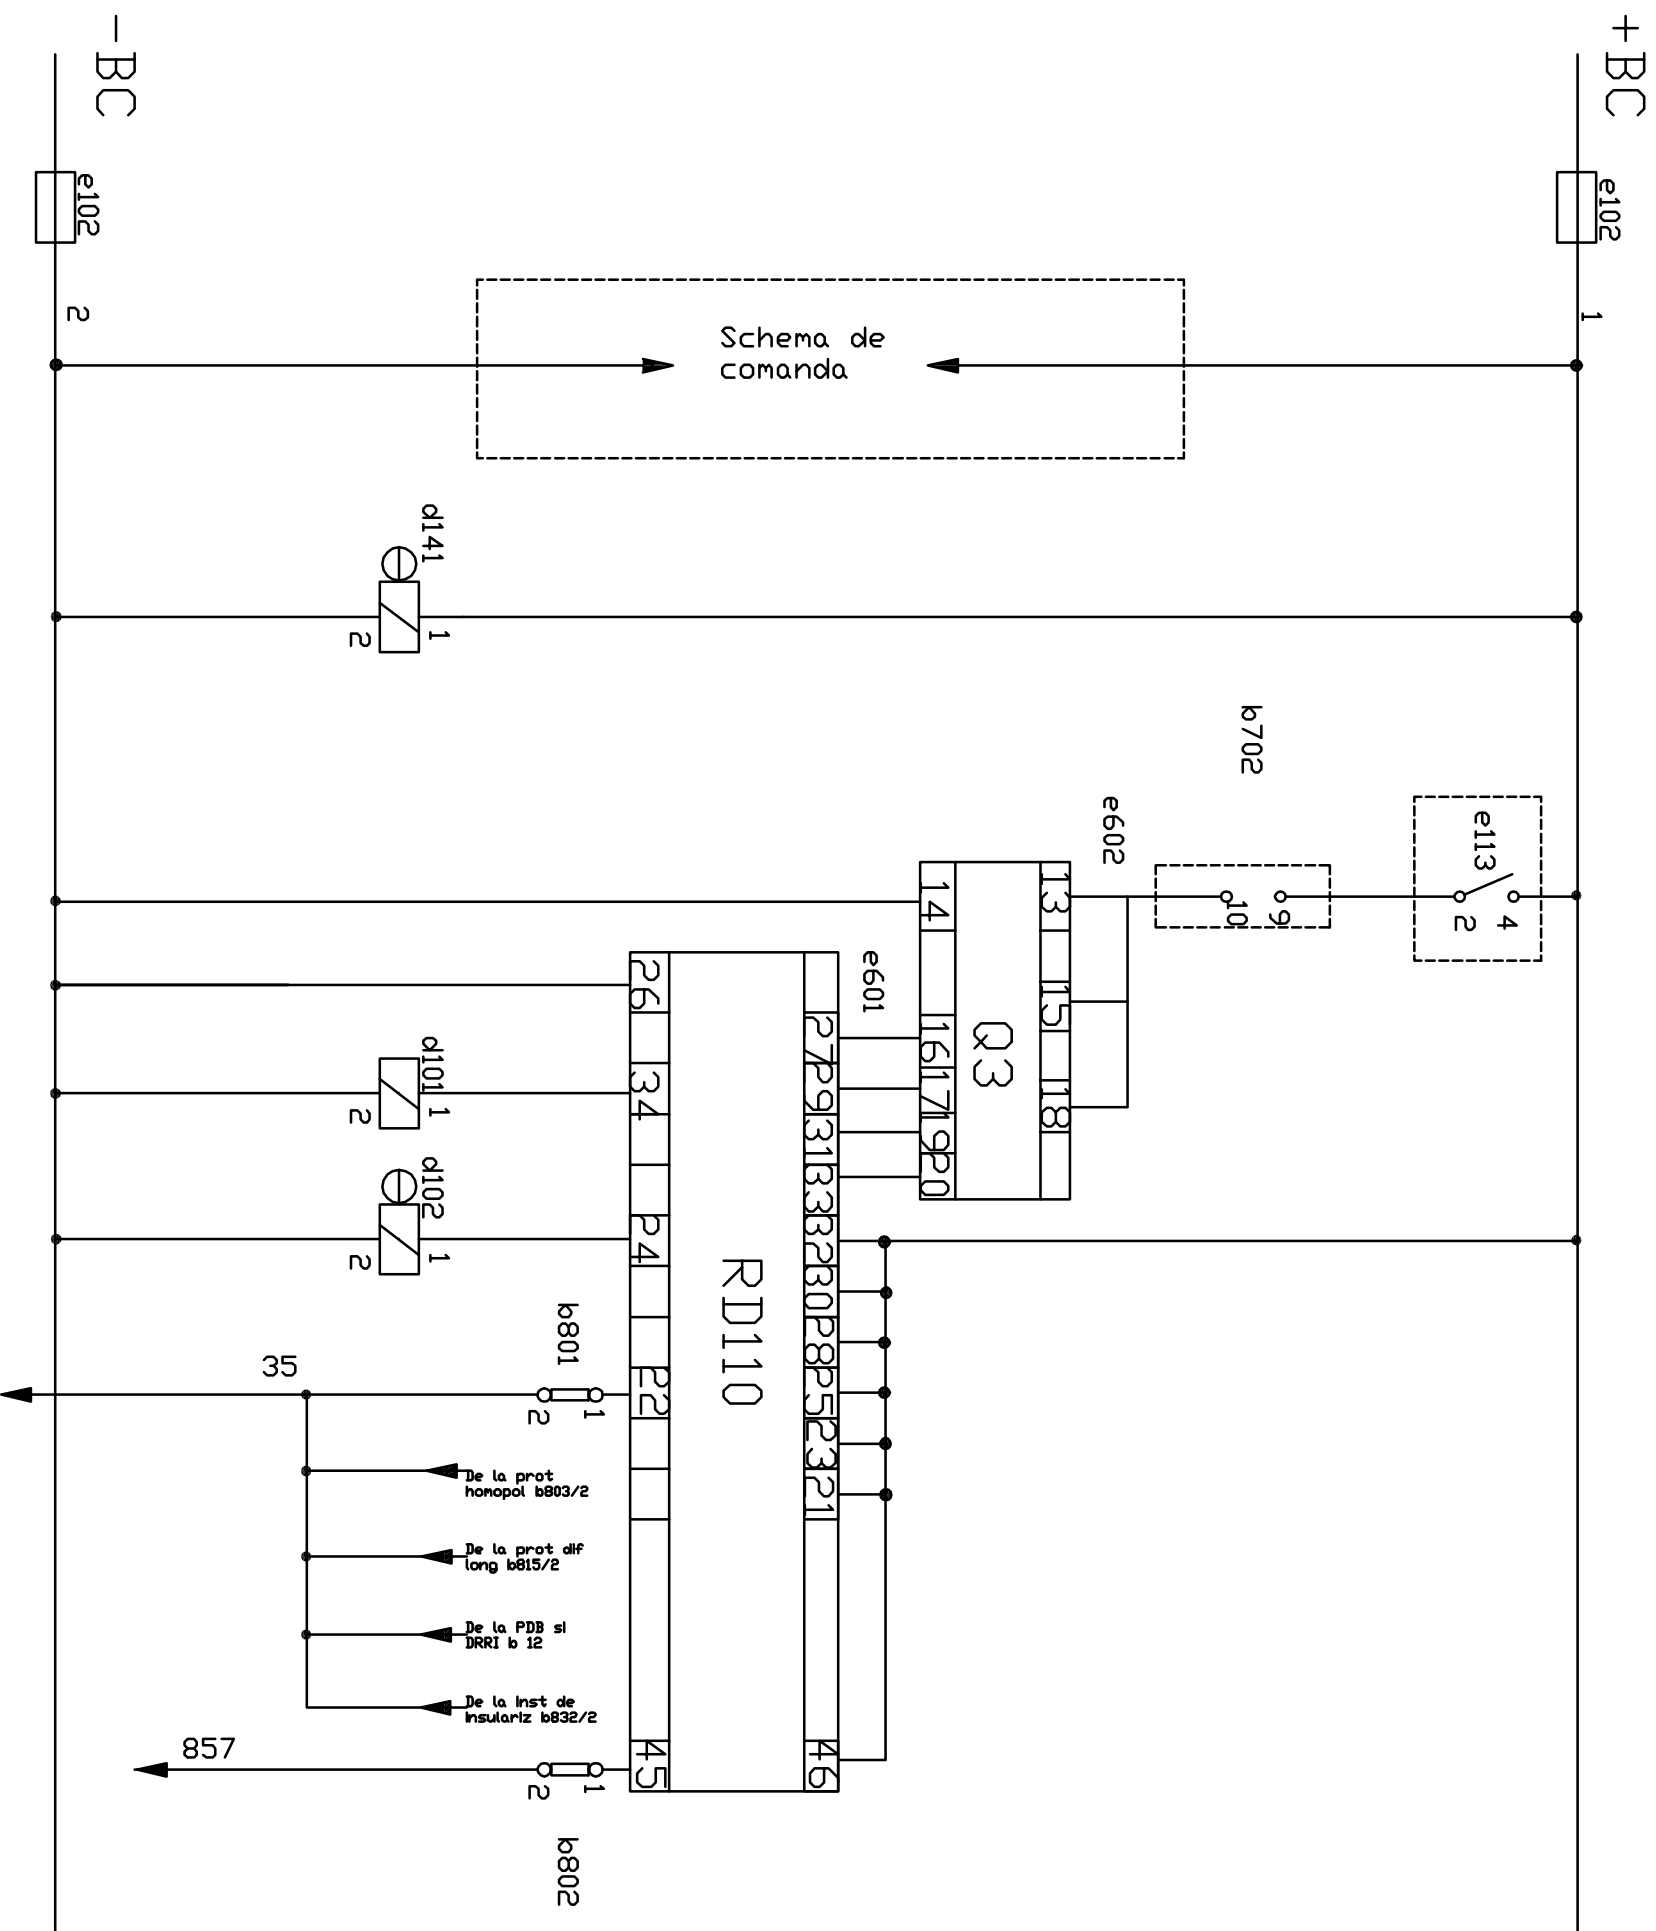 -BC
+BC
e102
e102
2
1
Schema de
comanda
d141
1
2
b702
e113
4
2
9
10
e602
13
14
15
16
17
18
19
20
Q3
e601
26
27
29
34
31
33
24
32
30
28
22
25
23
21
45
46
RD110
d101
1
2
d102
1
2
b801
1
2
35
De la prot
homopol b803/2
De la prot dif
long b815/2
De la PDB si
DRRI b 12
De la Inst de
insulariz b832/2
857
1
2
b802